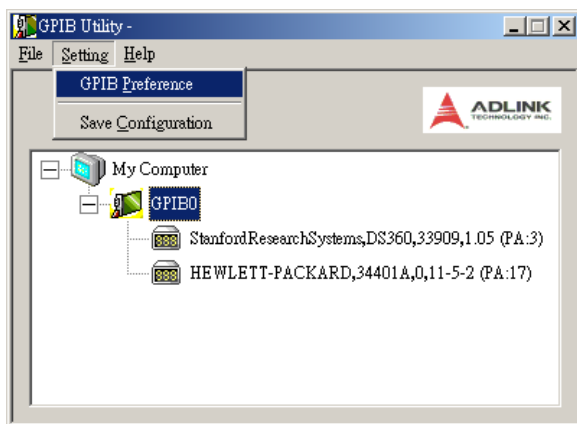 GPIB Utility -
File Setting Help
GPIB Preference
Save Configuration
ADLINK
TECHNOLOGY INC.
My Computer
GPIB0
StanfordResearchSystems,DS360,33909,1.05 (PA:3)
HEWLETT-PACKARD,34401A,0,11-5-2 (PA:17)